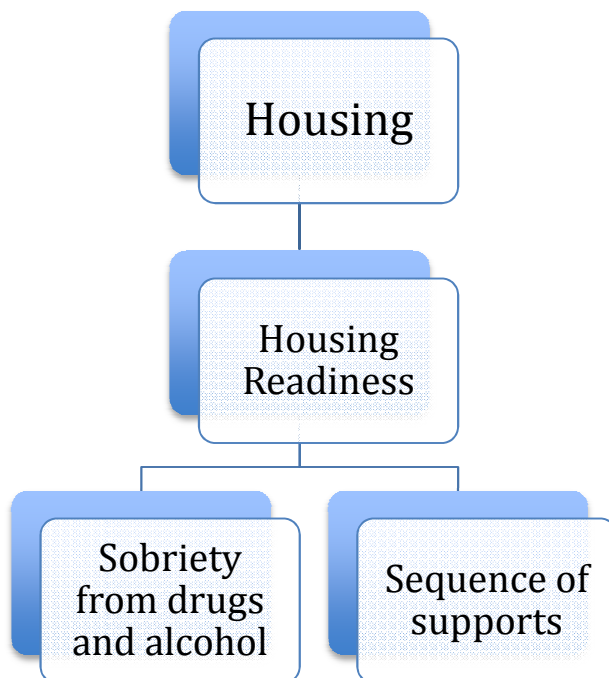 Housing
Housing
Readiness
Sobriety
from drugs
and alcohol
Sequence of
supports